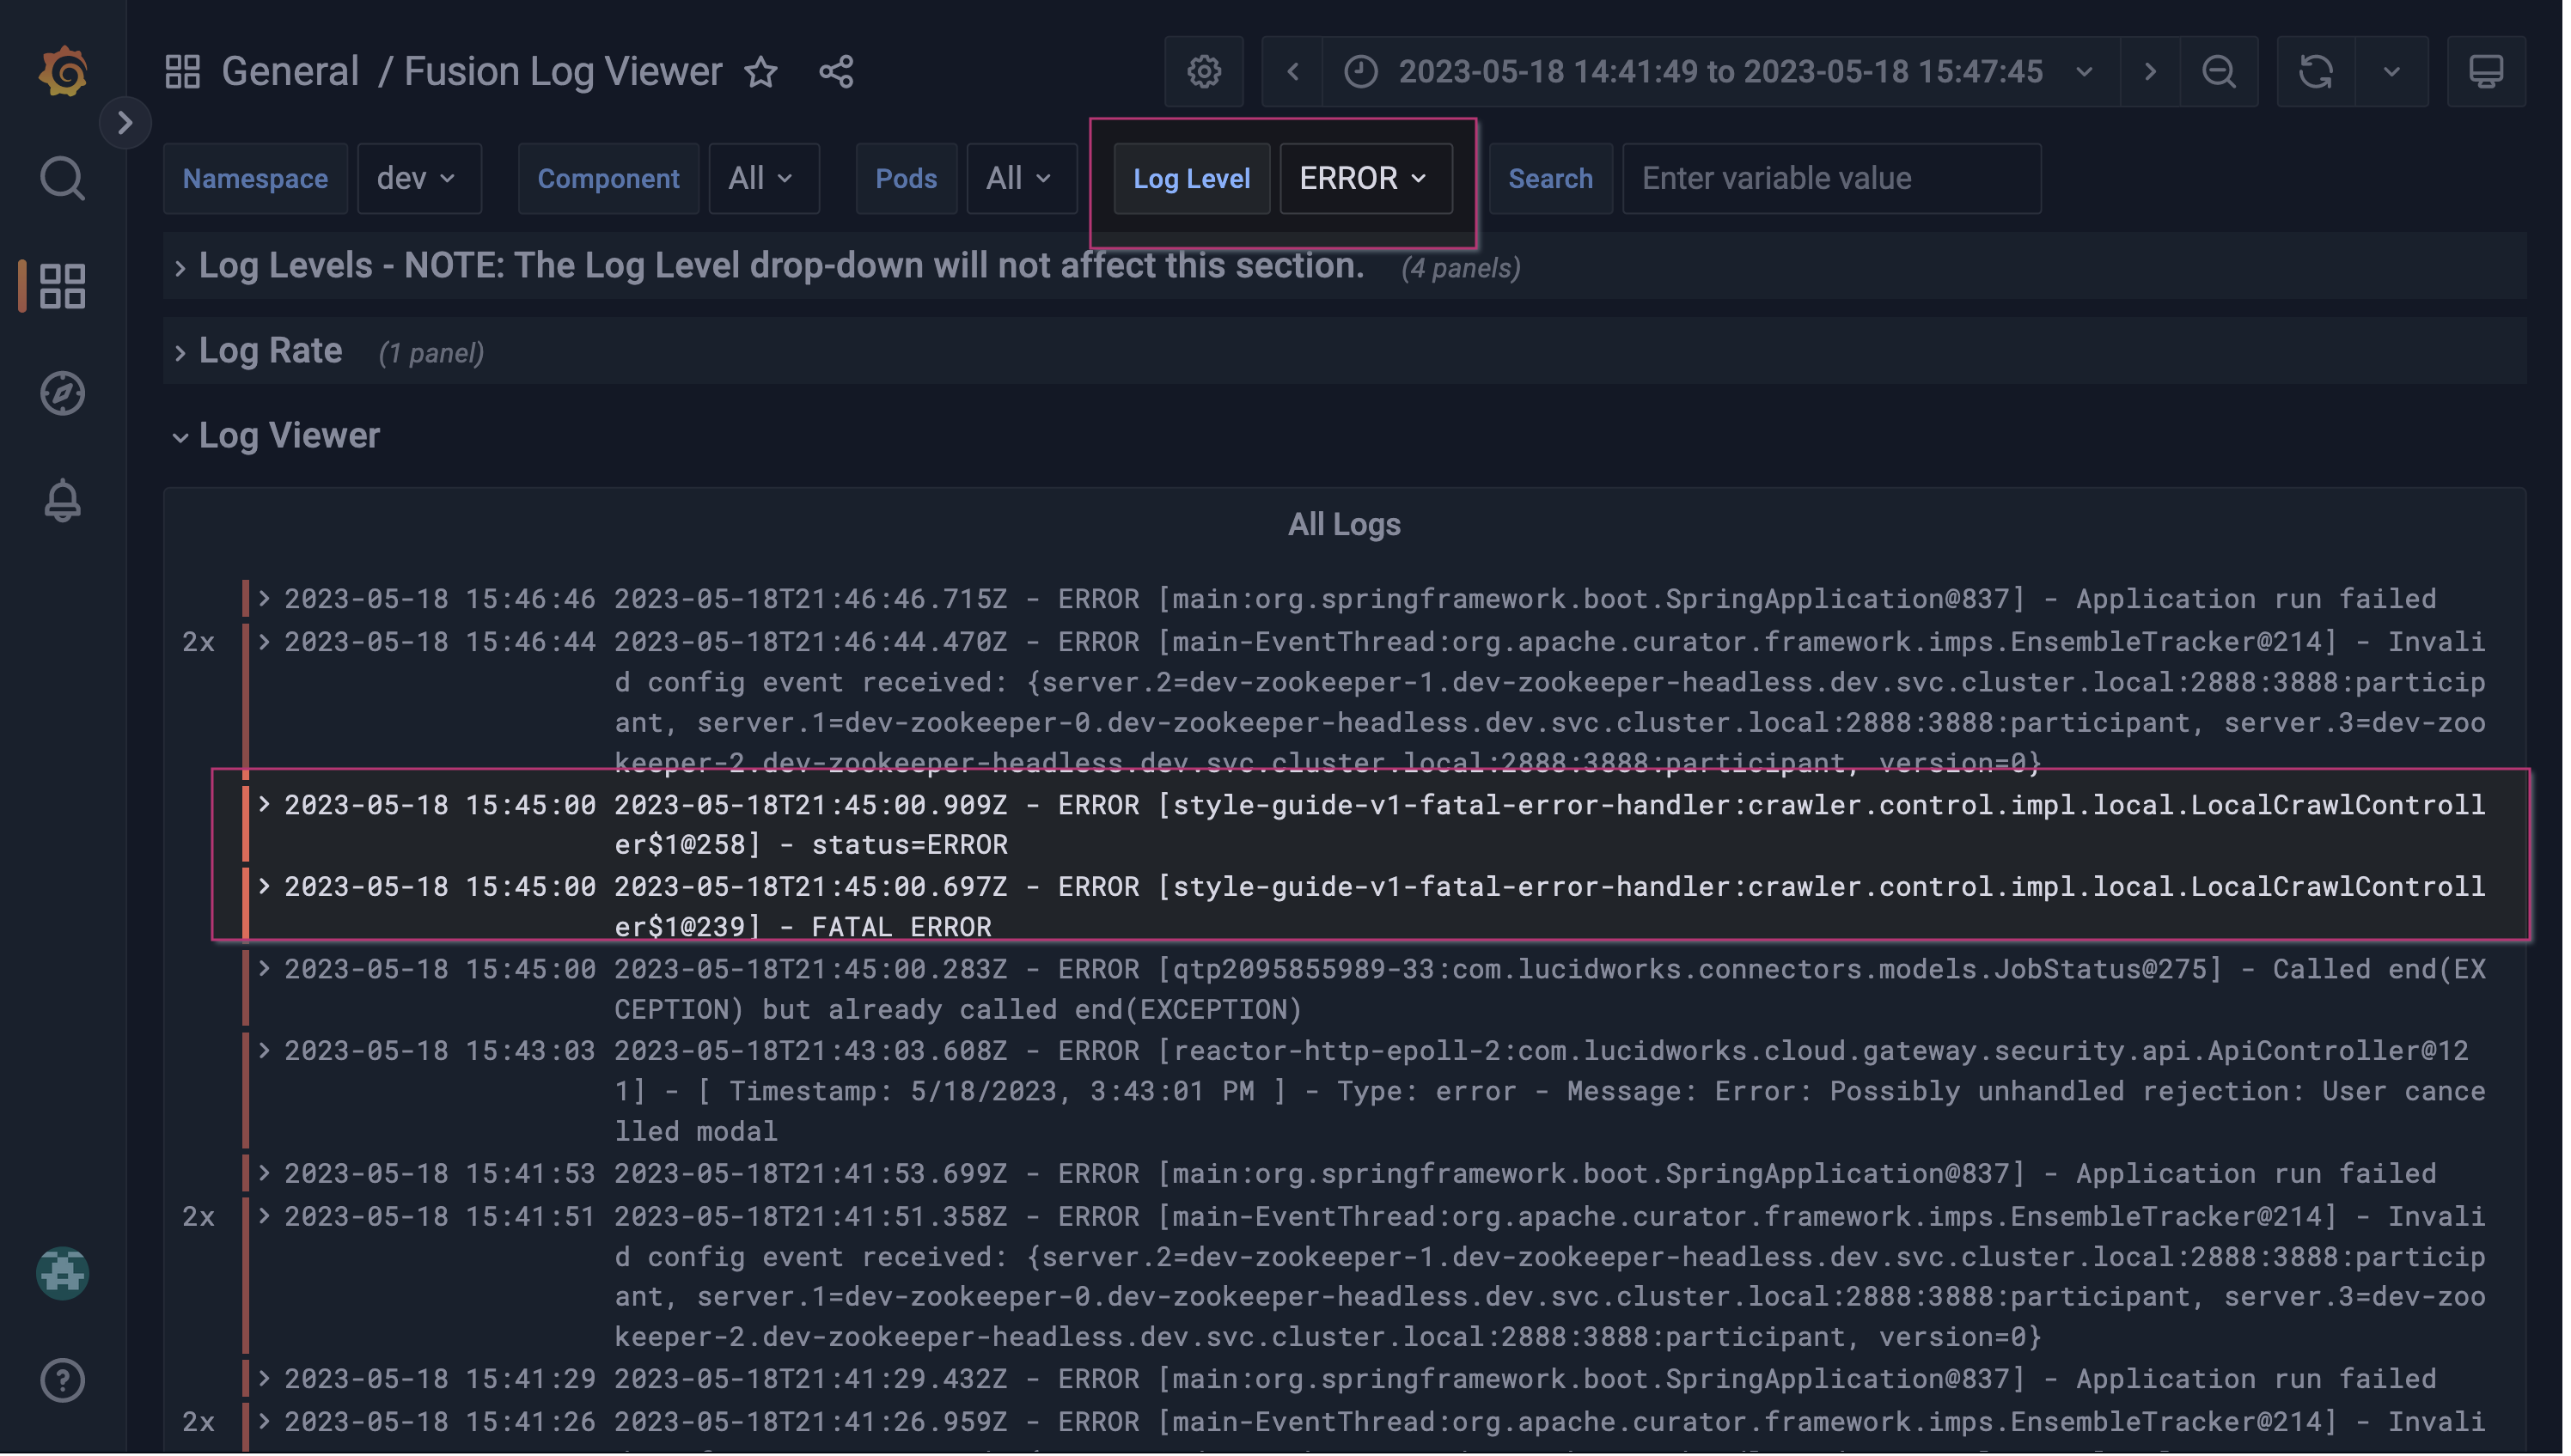 General / Fusion Log Viewer
2023-05-18 14:41:49 to 2023-05-18 15:47:45
Namespace dev Component All Pods All Log Level ERROR Search Enter variable value
Log Levels - NOTE: The Log Level drop-down will not affect this section. (4 panels)
Log Rate (1 panel)
Log Viewer
All Logs
2023-05-18 15:46:46 2023-05-18T21:46:46.715Z - ERROR [main:org.springframework.boot.SpringApplication@837] - Application run failed
2x 2023-05-18 15:46:44 2023-05-18T21:46:44.470Z - ERROR [main-EventThread:org.apache.curator.framework.imps.EnsembleTracker@214] - Invali
d config event received: {server.2=dev-zookeeper-1.dev-zookeeper-headless.dev.svc.cluster.local:2888:3888:particip
ant, server.1=dev-zookeeper-0.dev-zookeeper-headless.dev.svc.cluster.local:2888:3888:participant, server.3=dev-zoo
keeper-2.dev-zookeeper-headless.dev.svc.cluster.local:2888:3888:participant, version=0}
2023-05-18 15:45:00 2023-05-18T21:45:00.909Z - ERROR [style-guide-v1-fatal-error-handler:crawler.control.impl.local.LocalCrawlControll
er$1@258] - status=ERROR
2023-05-18 15:45:00 2023-05-18T21:45:00.697Z - ERROR [style-guide-v1-fatal-error-handler:crawler.control.impl.local.LocalCrawlControll
er$1@239] - FATAL ERROR
2023-05-18 15:45:00 2023-05-18T21:45:00.283Z - ERROR [qtp2095855989-33:com.lucidworks.connectors.models.JobStatus@275] - Called end(EX
CEPTION) but already called end(EXCEPTION)
2023-05-18 15:43:03 2023-05-18T21:43:03.608Z - ERROR [reactor-http-epoll-2:com.lucidworks.cloud.gateway.security.api.ApiController@12
1] - [ Timestamp: 5/18/2023, 3:43:01 PM ] - Type: error - Message: Error: Possibly unhandled rejection: User cance
lled modal
2023-05-18 15:41:53 2023-05-18T21:41:53.699Z - ERROR [main:org.springframework.boot.SpringApplication@837] - Application run failed
2x 2023-05-18 15:41:51 2023-05-18T21:41:51.358Z - ERROR [main-EventThread:org.apache.curator.framework.imps.EnsembleTracker@214] - Invali
d config event received: {server.2=dev-zookeeper-1.dev-zookeeper-headless.dev.svc.cluster.local:2888:3888:particip
ant, server.1=dev-zookeeper-0.dev-zookeeper-headless.dev.svc.cluster.local:2888:3888:participant, server.3=dev-zoo
keeper-2.dev-zookeeper-headless.dev.svc.cluster.local:2888:3888:participant, version=0}
2023-05-18 15:41:29 2023-05-18T21:41:29.432Z - ERROR [main:org.springframework.boot.SpringApplication@837] - Application run failed
2x 2023-05-18 15:41:26 2023-05-18T21:41:26.959Z - ERROR [main-EventThread:org.apache.curator.framework.imps.EnsembleTracker@214] - Invali